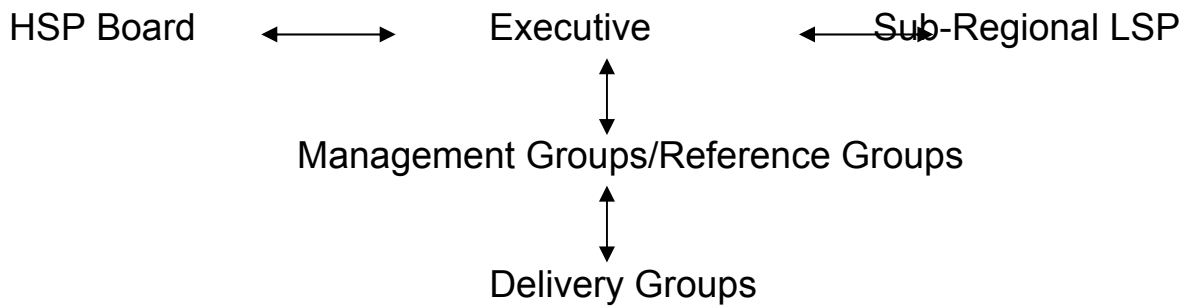 HSP Board Executive Sub-Regional LSP
Management Groups/Reference Groups
Delivery Groups